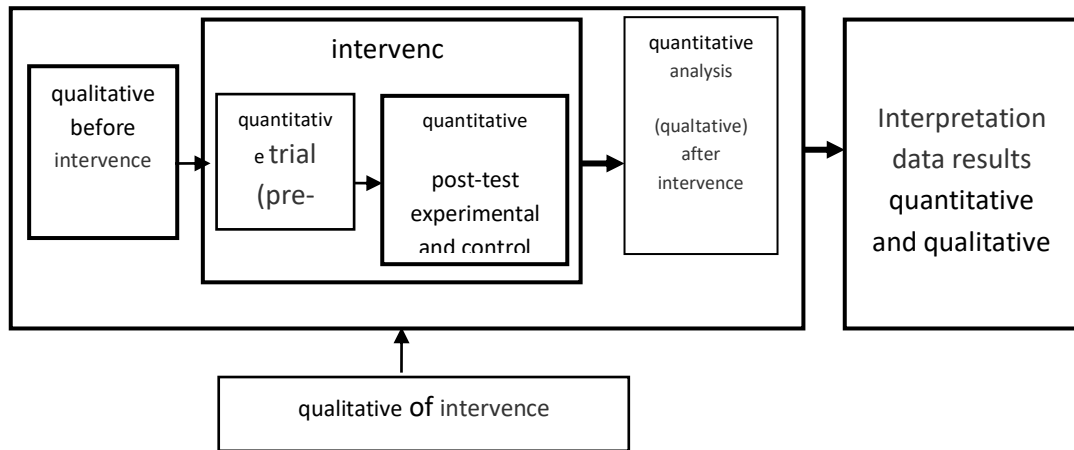 qualitative
before
intervence
intervenc
quantitativ
e trial
(pre-
quantitative
post-test
experimental
and control
quantitative
analysis
(qualtative)
after
intervence
Interpretation
data results
quantitative
and qualitative
qualitative of intervence